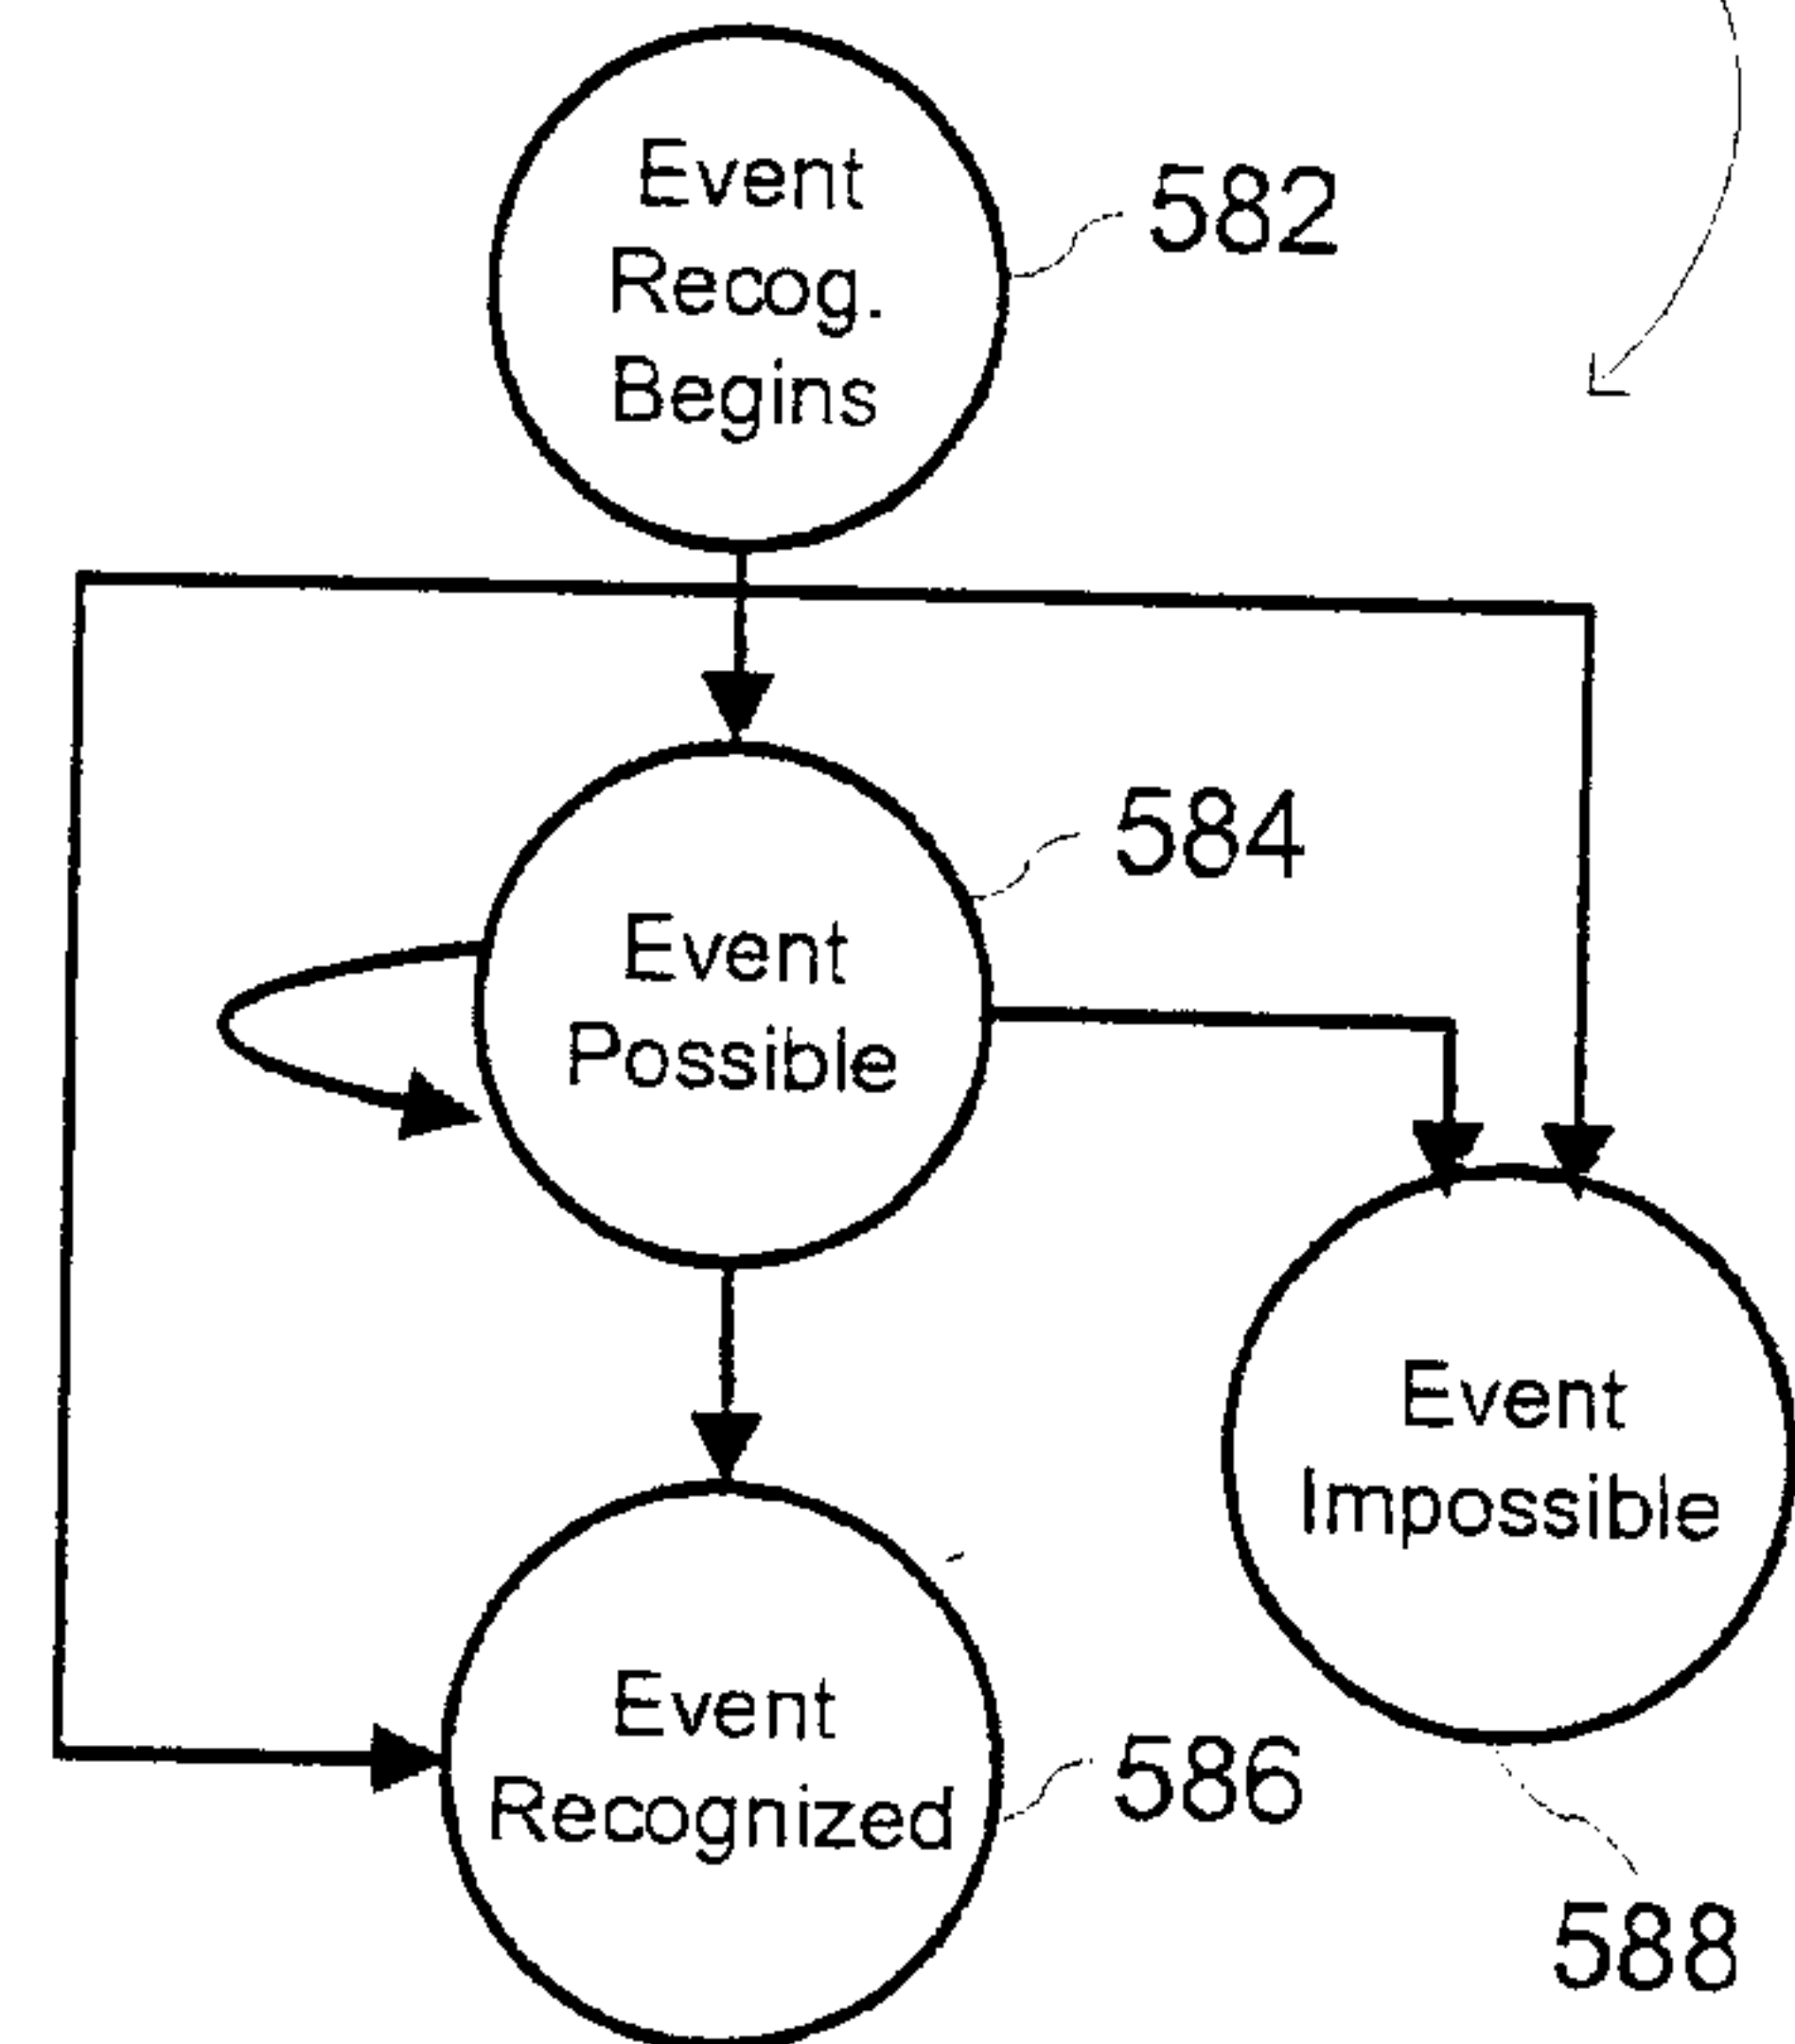 Event
Recog.
Begins
582
584
Event
Possible
Event
Impossible
Event
Recognized
586
588